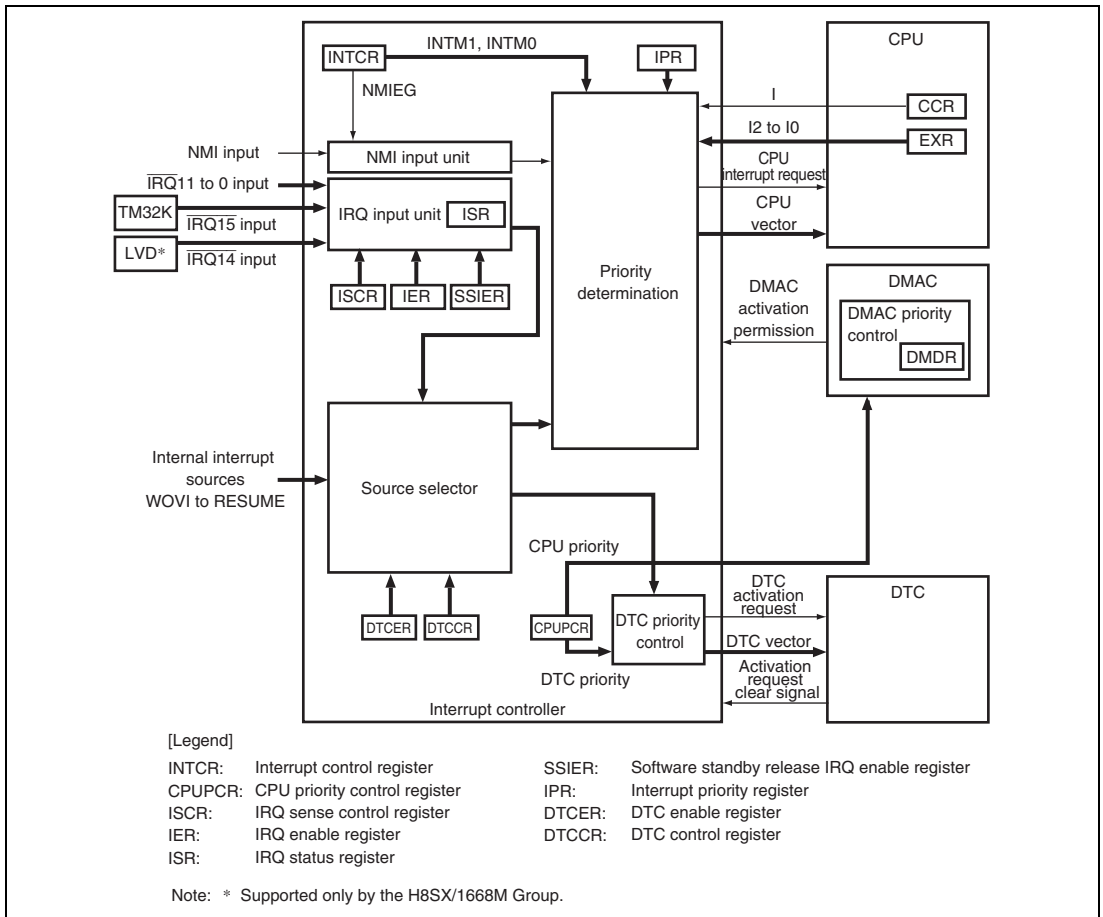 INTCR
INTM1, INTM0
IPR
CPU
NMIEG
I
CCR
I2 to I0
EXR
NMI input
NMI input unit
CPU
interrupt request
IRQ11 to 0 input
TM32K
IRQ15 input
IRQ input unit
ISR
CPU
vector
LVD*
IRQ14 input
ISCR
IER
SSIER
Priority
determination
DMAC
activation
permission
DMAC
DMAC priority
control
DMDR
Internal interrupt
sources
WOVI to RESUME
Source selector
CPU priority
DTCER
DTCCR
CPUPCR
DTC priority
control
DTC priority
DTC
activation
request
DTC
DTC vector
Activation
request
clear signal
Interrupt controller
[Legend]
INTCR: Interrupt control register
CPUPCR: CPU priority control register
ISCR: IRQ sense control register
IER: IRQ enable register
ISR: IRQ status register
SSIER: Software standby release IRQ enable register
IPR: Interrupt priority register
DTCER: DTC enable register
DTCCR: DTC control register
Note: * Supported only by the H8SX/1668M Group.